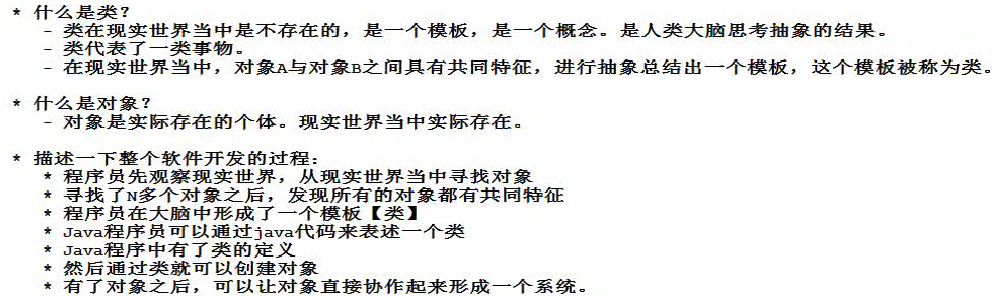 * 什么是类？
- 类在现实世界当中是不存在的，是一个模板，是一个概念。是人类大脑思考抽象的结果。
- 类代表了一类事物。
- 在现实世界当中，对象A与对象B之间具有共同特征，进行抽象总结出一个模板，这个模板被称为类。
* 什么是对象？
- 对象是实际存在的个体。现实世界当中实际存在。
* 描述一下整个软件开发的过程：
* 程序员先观察现实世界，从现实世界当中寻找对象
* 寻找了N多个对象之后，发现所有的对象都有共同特征
* 程序员在大脑中形成了一个模板【类】
* Java程序员可以通过java代码来表述一个类
* Java程序中有了类的定义
* 然后通过类就可以创建对象
* 有了对象之后，可以让对象直接协作起来形成一个系统。